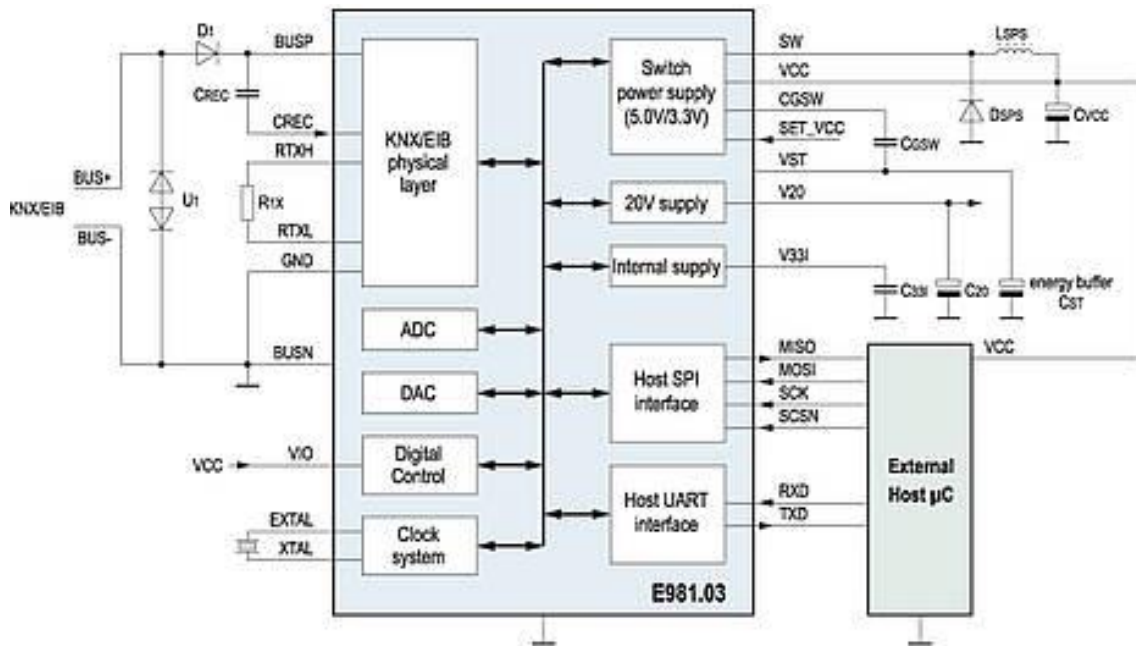 D1
BUSP
CREC
CREC
RTXH
BUS+
KNX/EIB
U1
R1X
BUS-
RTXL
GND
BUSN
VCC
VIO
EXTAL
XTAL
KNX/EIB
physical
layer
ADC
DAC
Digital
Control
Clock
system
Switch
power supply
(5.0V/3.3V)
20V supply
Internal supply
Host SPI
interface
Host UART
interface
E981.03
SW
LSPS
VCC
CGSW
DSPS
CVCC
SET_VCC
CGSW
VST
V20
V33I
C33I
C20
energy buffer
CST
MISO
VCC
MOSI
SCK
SCSN
RXD
TXD
External
Host µC